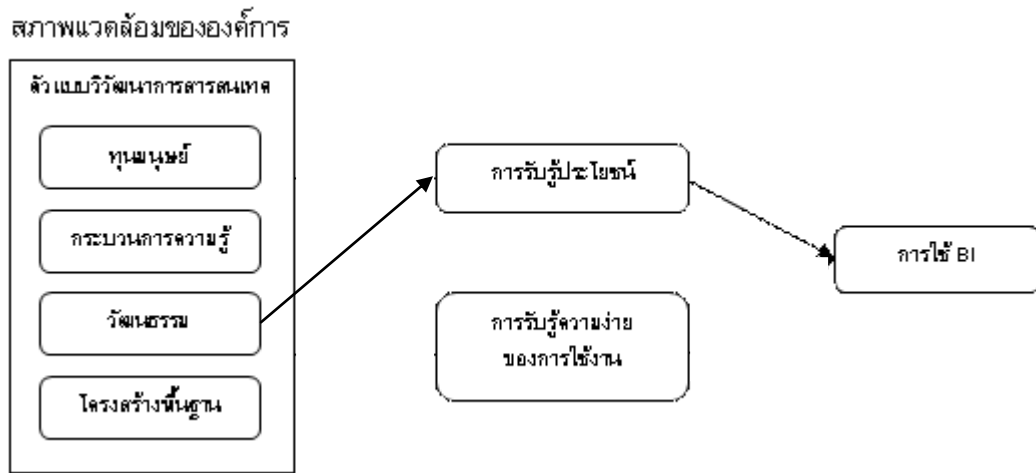 สภาพแวดล้อมขององค์การ
ตัวแบบวิวัฒนาการสารสนเทศ
ทุนมนุษย์
กระบวนการความรู้
วัฒนธรรม
โครงสร้างพื้นฐาน
การรับรู้ประโยชน์
การรับรู้ความง่าย
ของการใช้งาน
การใช้ BI